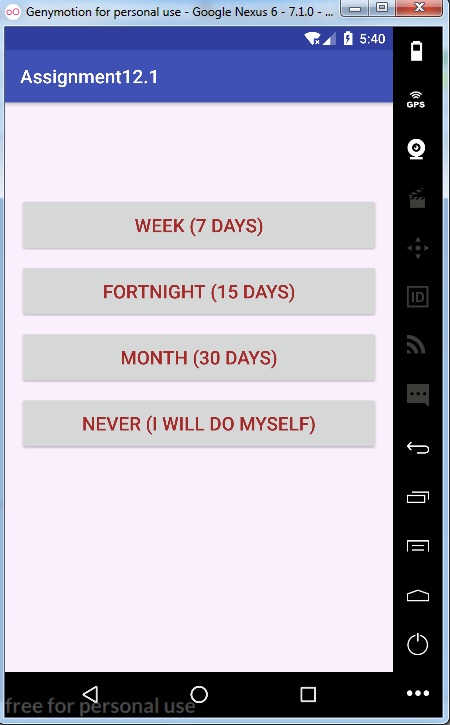 Genymotion for personal use - Google Nexus 6 - 7.1.0 - ...
5:40
Assignment12.1
GPS
WEEK (7 DAYS)
FORTNIGHT (15 DAYS)
ID
MONTH (30 DAYS)
NEVER (I WILL DO MYSELF)
free for personal use